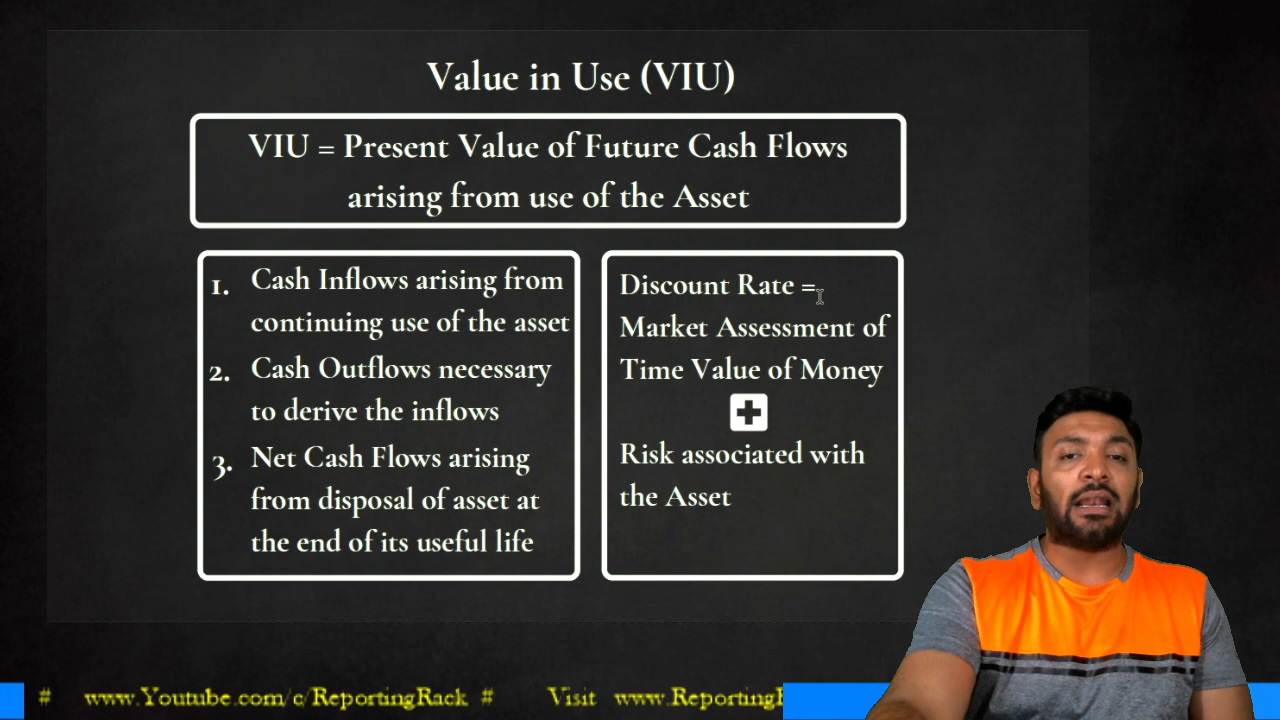 Value in Use (VIU)
VIU = Present Value of Future Cash Flows
arising from use of the Asset
1. Cash Inflows arising from
continuing use of the asset
2. Cash Outflows necessary
to derive the inflows
3. Net Cash Flows arising
from disposal of asset at
the end of its useful life
Discount Rate =
Market Assessment of
Time Value of Money
+
Risk associated with
the Asset
# www.Youtube.com/c/ReportingRack # Visit www.Reporting